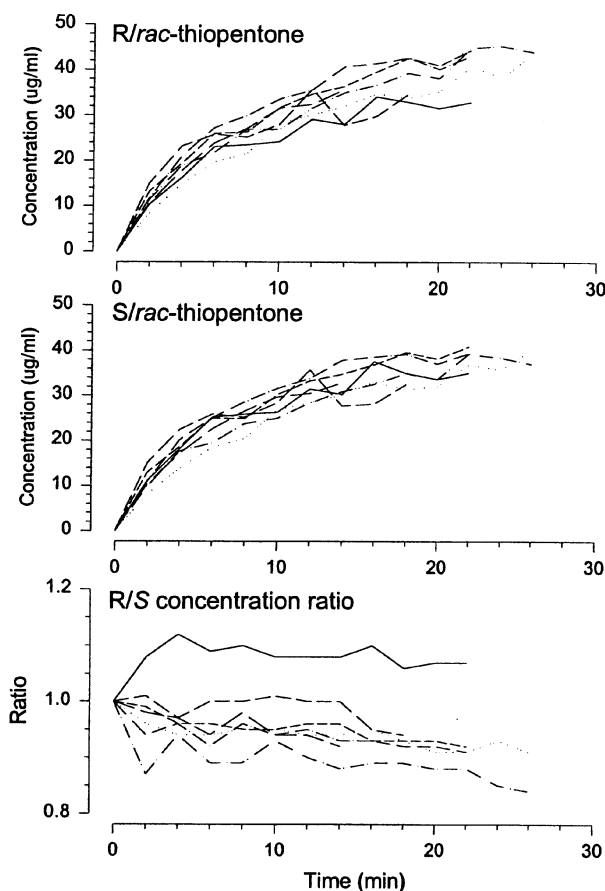 R/rac-thiopentone
50
40
30
20
10
0
Concentration (ug/ml)
0 10 20 30
S/rac-thiopentone
50
40
30
20
10
0
Concentration (ug/ml)
0 10 20 30
R/S concentration ratio
1.2
1.0
0.8
Ratio
0 10 20 30
Time (min)